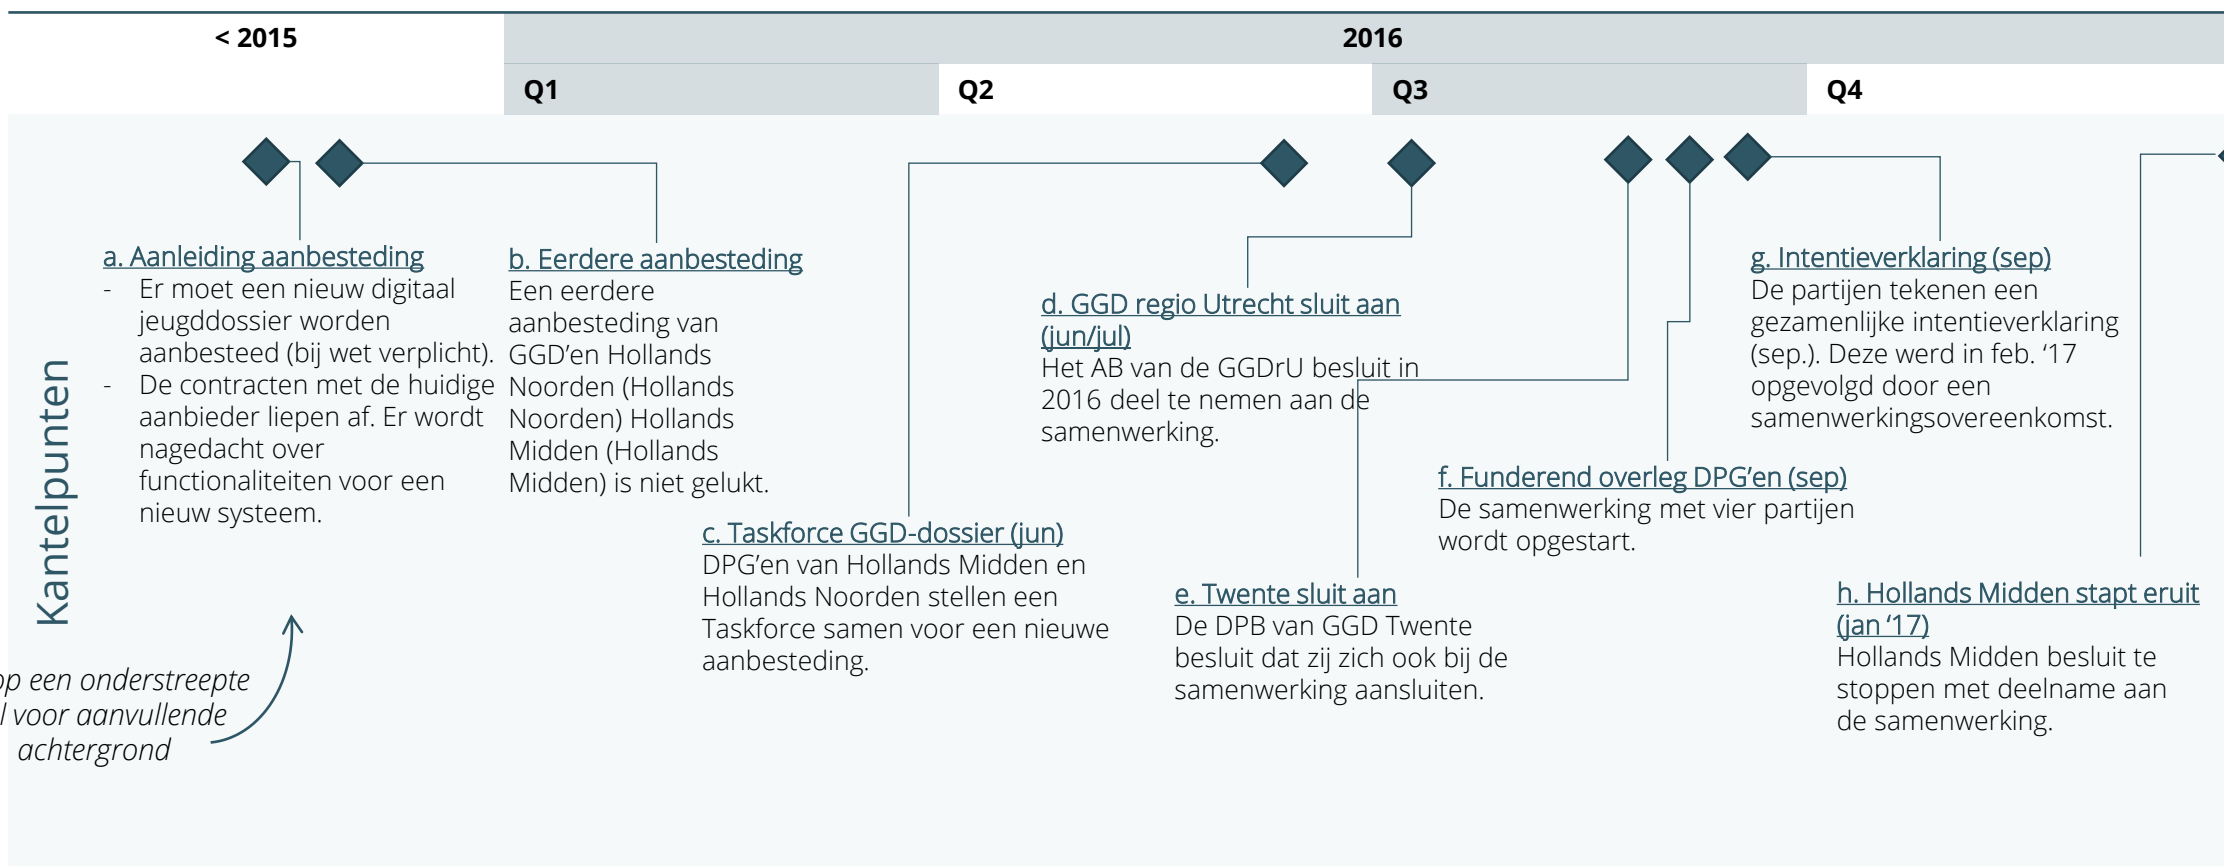 < 2015
2016
Q1
Q2
Q3
Q4
Kantelpunten
a. Aanleiding aanbesteding
- Er moet een nieuw digitaal
jeugddossier worden
aanbesteed (bij wet verplicht).
- De contracten met de huidige
aanbieder liepen af. Er wordt
nagedacht over
functionaliteiten voor een
nieuw systeem.
b. Eerdere aanbesteding
Een eerdere
aanbesteding van
GGD’en Hollands
Noorden (Hollands
Noorden) Hollands
Midden (Hollands
Midden) is niet gelukt.
c. Taskforce GGD-dossier (jun)
DPG’en van Hollands Midden en
Hollands Noorden stellen een
Taskforce samen voor een nieuwe
aanbesteding.
d. GGD regio Utrecht sluit aan
(jun/jul)
Het AB van de GGDrU besluit in
2016 deel te nemen aan de
samenwerking.
e. Twente sluit aan
De DPB van GGD Twente
besluit dat zij zich ook bij de
samenwerking aansluiten.
f. Funderend overleg DPG’en (sep)
De samenwerking met vier partijen
wordt opgestart.
g. Intentieverklaring (sep)
De partijen tekenen een
gezamenlijke intentieverklaring
(sep.). Deze werd in feb. ‘17
opgevolgd door een
samenwerkingsovereenkomst.
h. Hollands Midden stapt eruit
(jan ‘17)
Hollands Midden besluit te
stoppen met deelname aan
de samenwerking.
op een onderstreepte
voor aanvullende
achtergrond